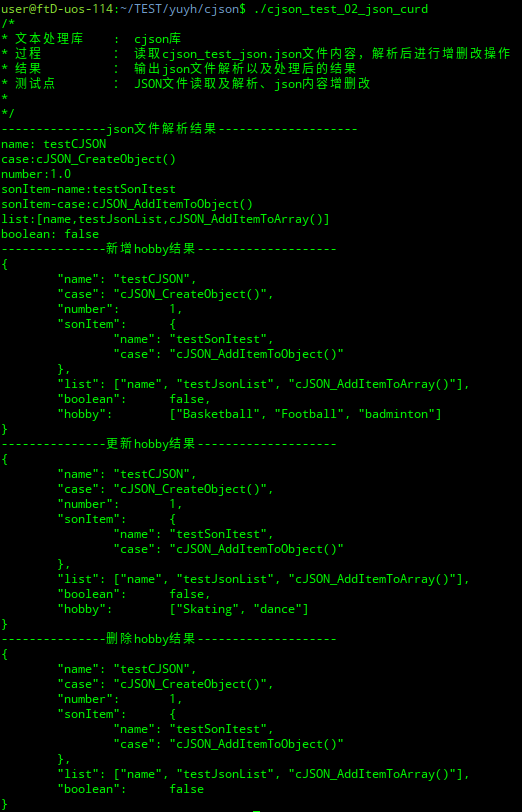 user@ftD-uos-114:~/TEST/yuyh/cjson$ ./cjson_test_02_json_curd
/*
* 文本处理库    :  cjson库
* 过程          :  读取cjson_test_json.json文件内容，解析后进行增删改操作
* 结果          :  输出json文件解析以及处理后的结果
* 测试点        :  JSON文件读取及解析、json内容增删改
*
*/
---------------json文件解析结果--------------------
name: testCJSON
case:cJSON_CreateObject()
number:1.0
sonItem-name:testSonItest
sonItem-case:cJSON_AddItemToObject()
list:[name,testJsonList,cJSON_AddItemToArray()]
boolean: false
---------------新增hobby结果--------------------
{
        "name": "testCJSON",
        "case": "cJSON_CreateObject()",
        "number":      1,
        "sonItem":      {
                "name": "testSonItest",
                "case": "cJSON_AddItemToObject()"
        },
        "list": ["name", "testJsonList", "cJSON_AddItemToArray()"],
        "boolean":      false,
        "hobby":        ["Basketball", "Football", "badminton"]
}
---------------更新hobby结果--------------------
{
        "name": "testCJSON",
        "case": "cJSON_CreateObject()",
        "number":       1,
        "sonItem":      {
                "name": "testSonItest",
                "case": "cJSON_AddItemToObject()"
        },
        "list": ["name", "testJsonList", "cJSON_AddItemToArray()"],
        "boolean":      false,
        "hobby":        ["Skating", "dance"]
}
---------------删除hobby结果--------------------
{
        "name": "testCJSON",
        "case": "cJSON_CreateObject()",
        "number":       1,
        "sonItem":      {
                "name": "testSonItest",
                "case": "cJSON_AddItemToObject()"
        },
        "list": ["name", "testJsonList", "cJSON_AddItemToArray()"],
        "boolean":      false
}